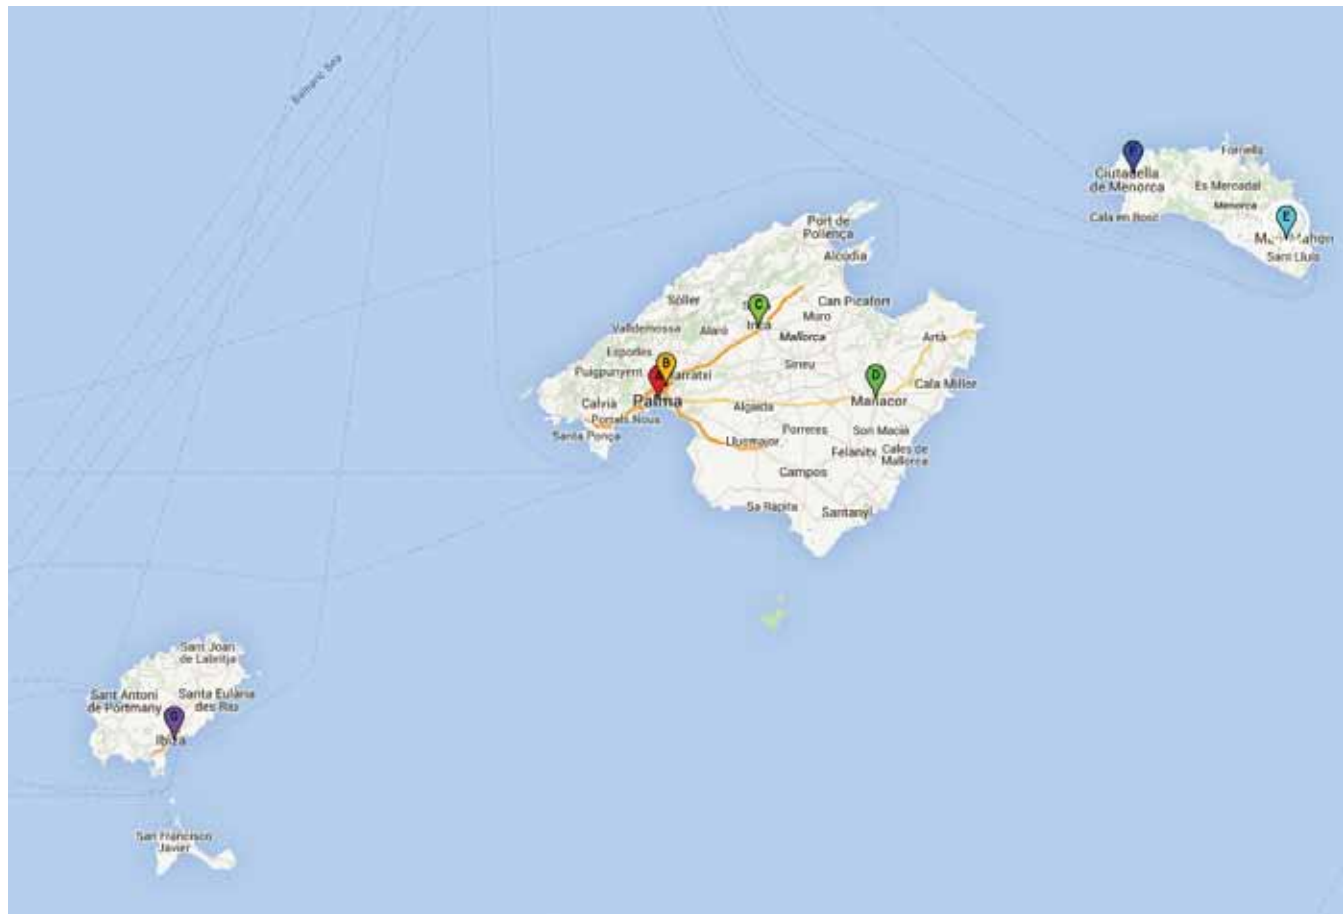 Balearic Sea
Fornells
Ciutadella
de Menorca
Es Mercadal
Menorca
Cala en Bosc
E
Sant Lluís
Port de
Pollença
Alcúdia
Sóller
C
Can Picafort
Inca
Muro
Valldemossa
Alaró
Mallorca
Artà
Esporles
B
Sineu
Puigpunyent
D
Cala Millor
Calvià
Palma
Algaida
Manacor
Portals Nous
Santa Ponça
Porreres
Son Macià
Llucmajor
Felanitx
Cales de
Mallorca
Campos
Sa Ràpita
Santanyí
Sant Joan
de Labritja
Sant Antoni
de Portmany
Santa Eulària
des Riu
G
Ibiza
San Francisco
Javier